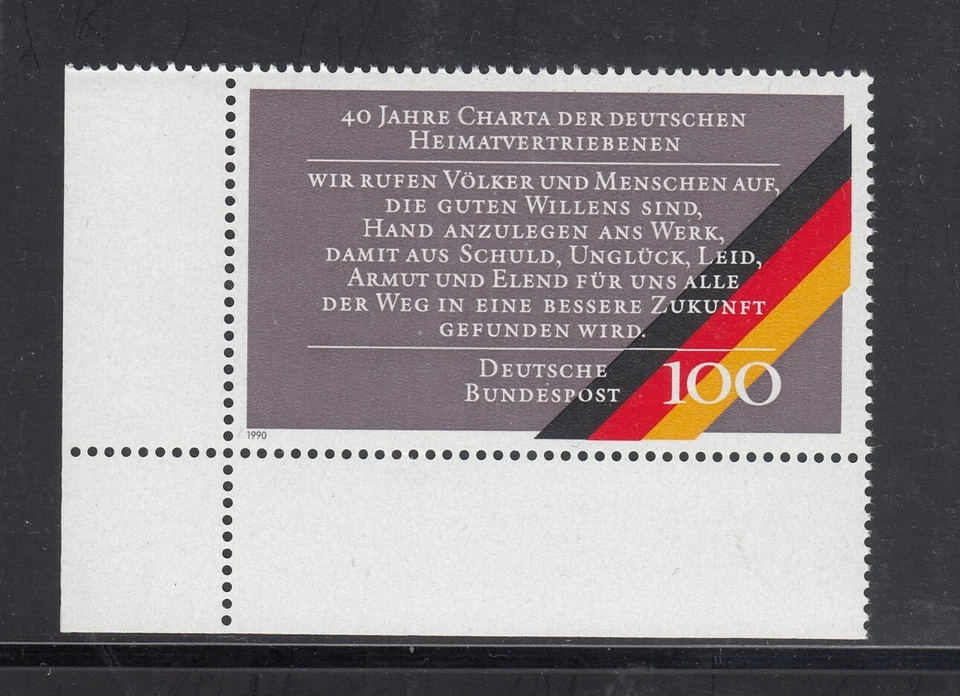 40 Jahre Charta der deutschen
Heimatvertriebenen
wir rufen Völker und Menschen auf,
die guten Willens sind,
Hand anzulegen ans Werk,
damit aus Schuld, Unglück, Leid,
Armut und Elend für uns alle
der Weg in eine bessere Zukunft
gefunden wird.
Deutsche
Bundespost
100
1990